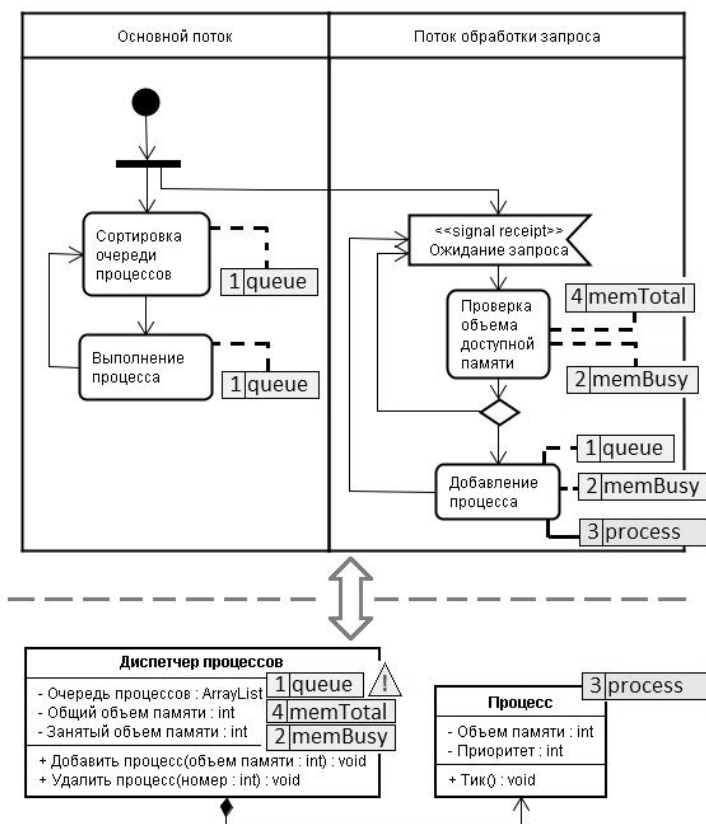 Основной поток
Поток обработки запроса
<<signal receipt>>
Ожидание запроса
Сортировка
очереди
процессов
1 queue
Проверка
объема
доступной
памяти
4 memTotal
2 memBusy
Выполнение
процесса
1 queue
Добавление
процесса
1 queue
2 memBusy
3 process
Диспетчер процессов
- Очередь процессов : ArrayList
1 queue
!
- Общий объем памяти : int
4 memTotal
- Занятый объем памяти : int
2 memBusy
+ Добавить процесс(объем памяти : int) : void
+ Удалить процесс(номер : int) : void
Процесс
3 process
- Объем памяти : int
- Приоритет : int
+ Тик() : void